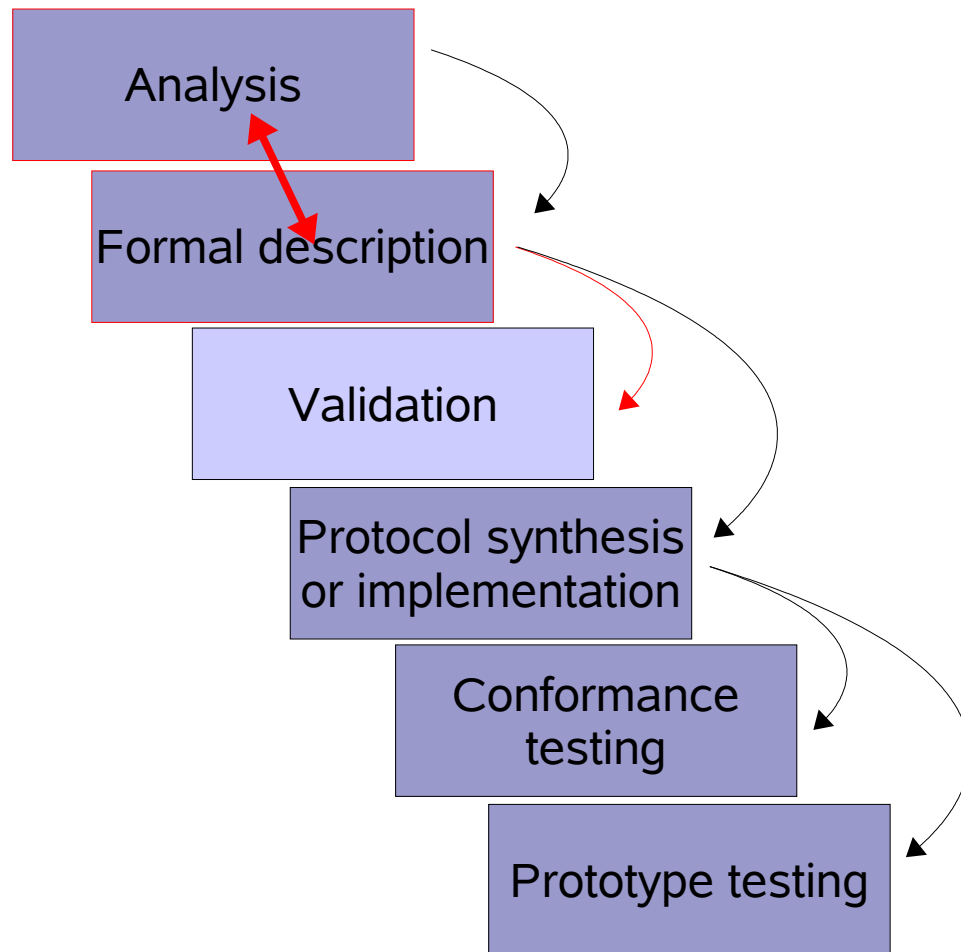 Analysis
Formal description
Validation
Protocol synthesis
or implementation
Conformance
testing
Prototype testing